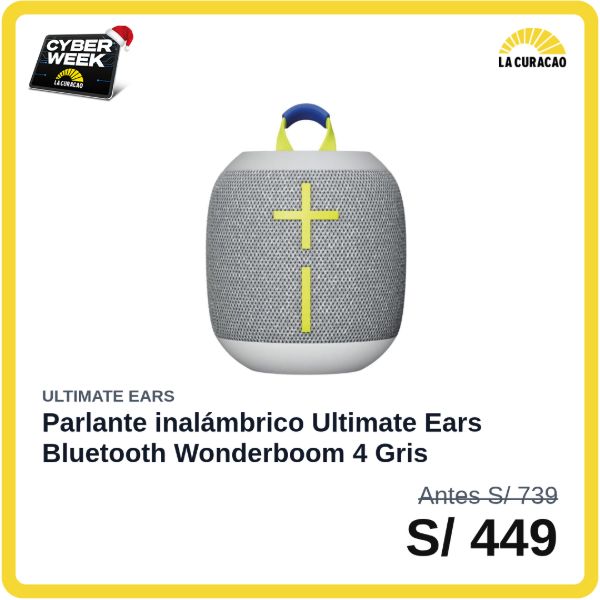 CYBER
WEEK
LA CURACAO
LA CURACAO
ULTIMATE EARS
Parlante inalámbrico Ultimate Ears
Bluetooth Wonderboom 4 Gris
Antes S/ 739
S/ 449